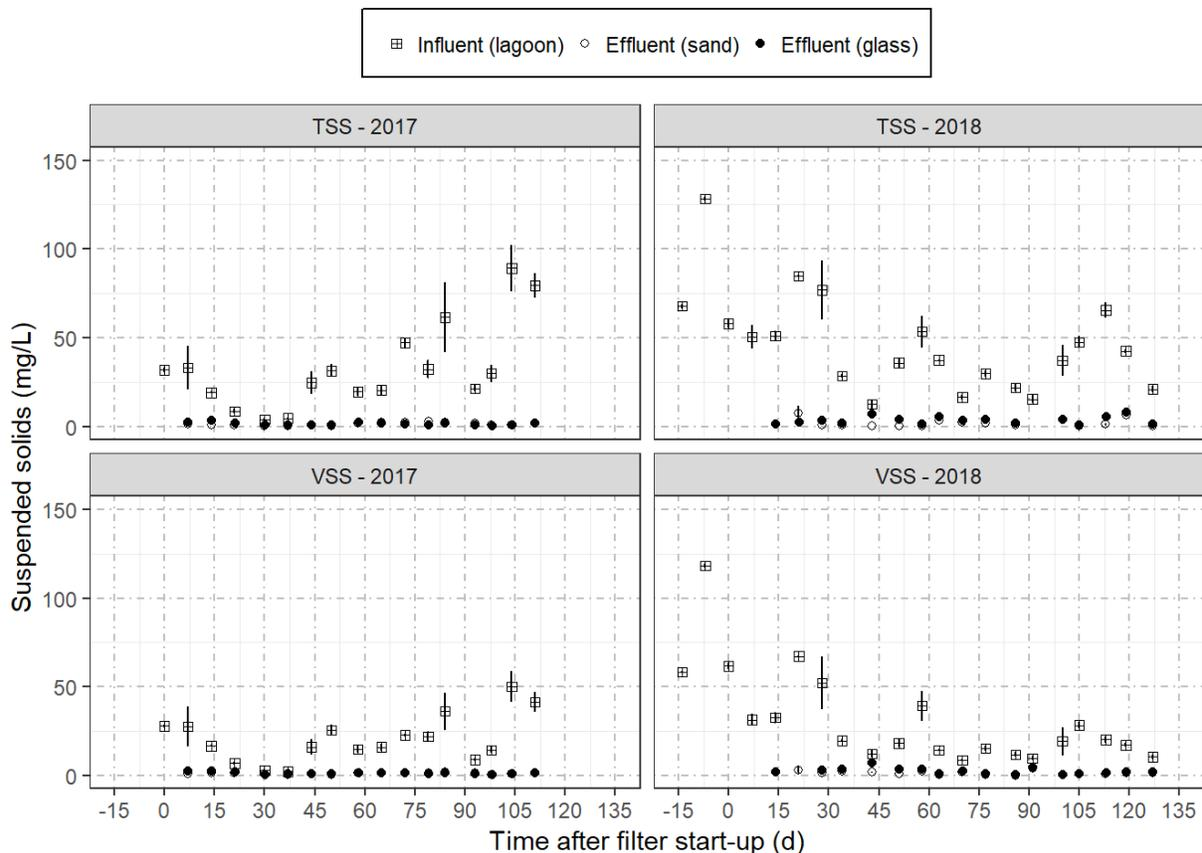 Influent (lagoon) Effluent (sand) Effluent (glass)
TSS - 2017 TSS - 2018
150
100
50
0
VSS - 2017 VSS - 2018
150
100
50
0
Suspended solids (mg/L)
-15 0 15 30 45 60 75 90 105 120 135 -15 0 15 30 45 60 75 90 105 120 135
Time after filter start-up (d)